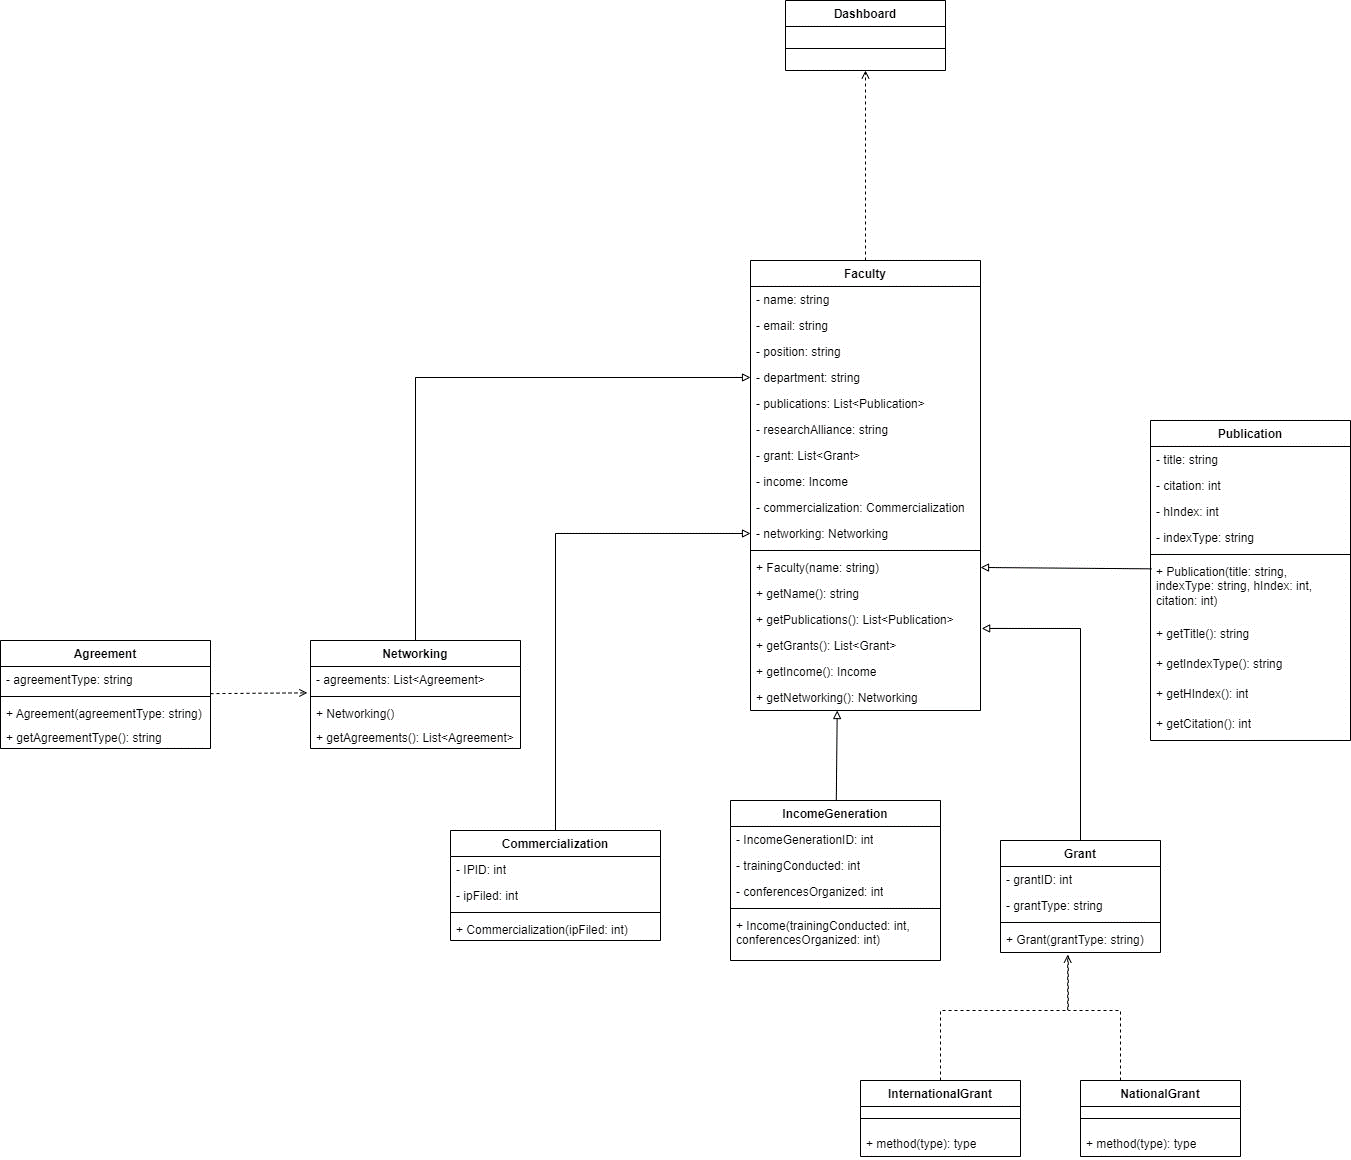 Dashboard
Faculty
- name: string
- email: string
- position: string
- department: string
- publications: List<Publication>
- researchAlliance: string
- grant: List<Grant>
- income: Income
- commercialization: Commercialization
- networking: Networking
+ Faculty(name: string)
+ getName(): string
+ getPublications(): List<Publication>
+ getGrants(): List<Grant>
+ getIncome(): Income
+ getNetworking(): Networking
Publication
- title: string
- citation: int
- hIndex: int
- indexType: string
+ Publication(title: string,
indexType: string, hIndex: int,
citation: int)
+ getTitle(): string
+ getIndexType(): string
+ getHIndex(): int
+ getCitation(): int
Agreement
- agreementType: string
+ Agreement(agreementType: string)
+ getAgreementType(): string
Networking
- agreements: List<Agreement>
+ Networking()
+ getAgreements(): List<Agreement>
Commercialization
- IPID: int
- ipFiled: int
+ Commercialization(ipFiled: int)
IncomeGeneration
- IncomeGenerationID: int
- trainingConducted: int
- conferencesOrganized: int
+ Income(trainingConducted: int,
conferencesOrganized: int)
Grant
- grantID: int
- grantType: string
+ Grant(grantType: string)
InternationalGrant
+ method(type): type
NationalGrant
+ method(type): type